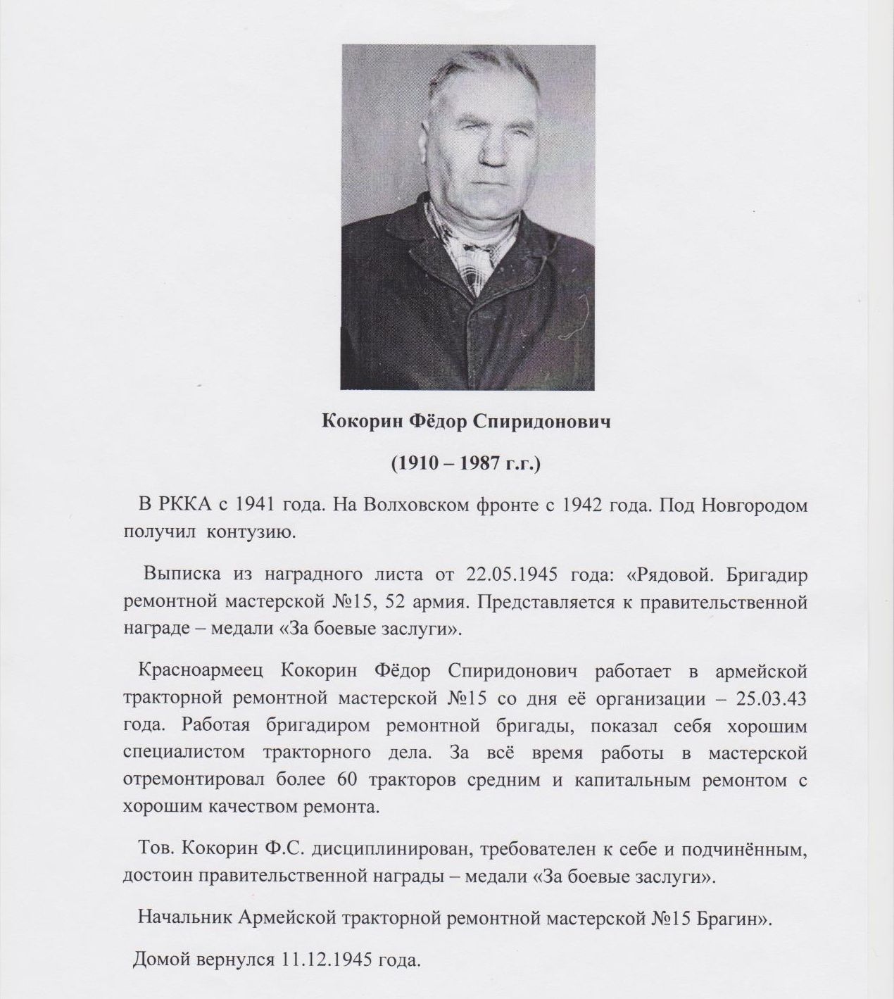 Кокорин Фёдор Спиридонович
(1910 – 1987 г.г.)
В РККА с 1941 года. На Волховском фронте с 1942 года. Под Новгородом
получил контузию.
Выписка из наградного листа от 22.05.1945 года: «Рядовой. Бригадир
ремонтной мастерской №15, 52 армия. Представляется к правительственной
награде – медали «За боевые заслуги».
Красноармеец Кокорин Фёдор Спиридонович работает в армейской
тракторной ремонтной мастерской №15 со дня её организации – 25.03.43
года. Работая бригадиром ремонтной бригады, показал себя хорошим
специалистом тракторного дела. За всё время работы в мастерской
отремонтировал более 60 тракторов средним и капитальным ремонтом с
хорошим качеством ремонта.
Тов. Кокорин Ф.С. дисциплинирован, требователен к себе и подчинённым,
достоин правительственной награды – медали «За боевые заслуги».
Начальник Армейской тракторной ремонтной мастерской №15 Брагин».
Домой вернулся 11.12.1945 года.